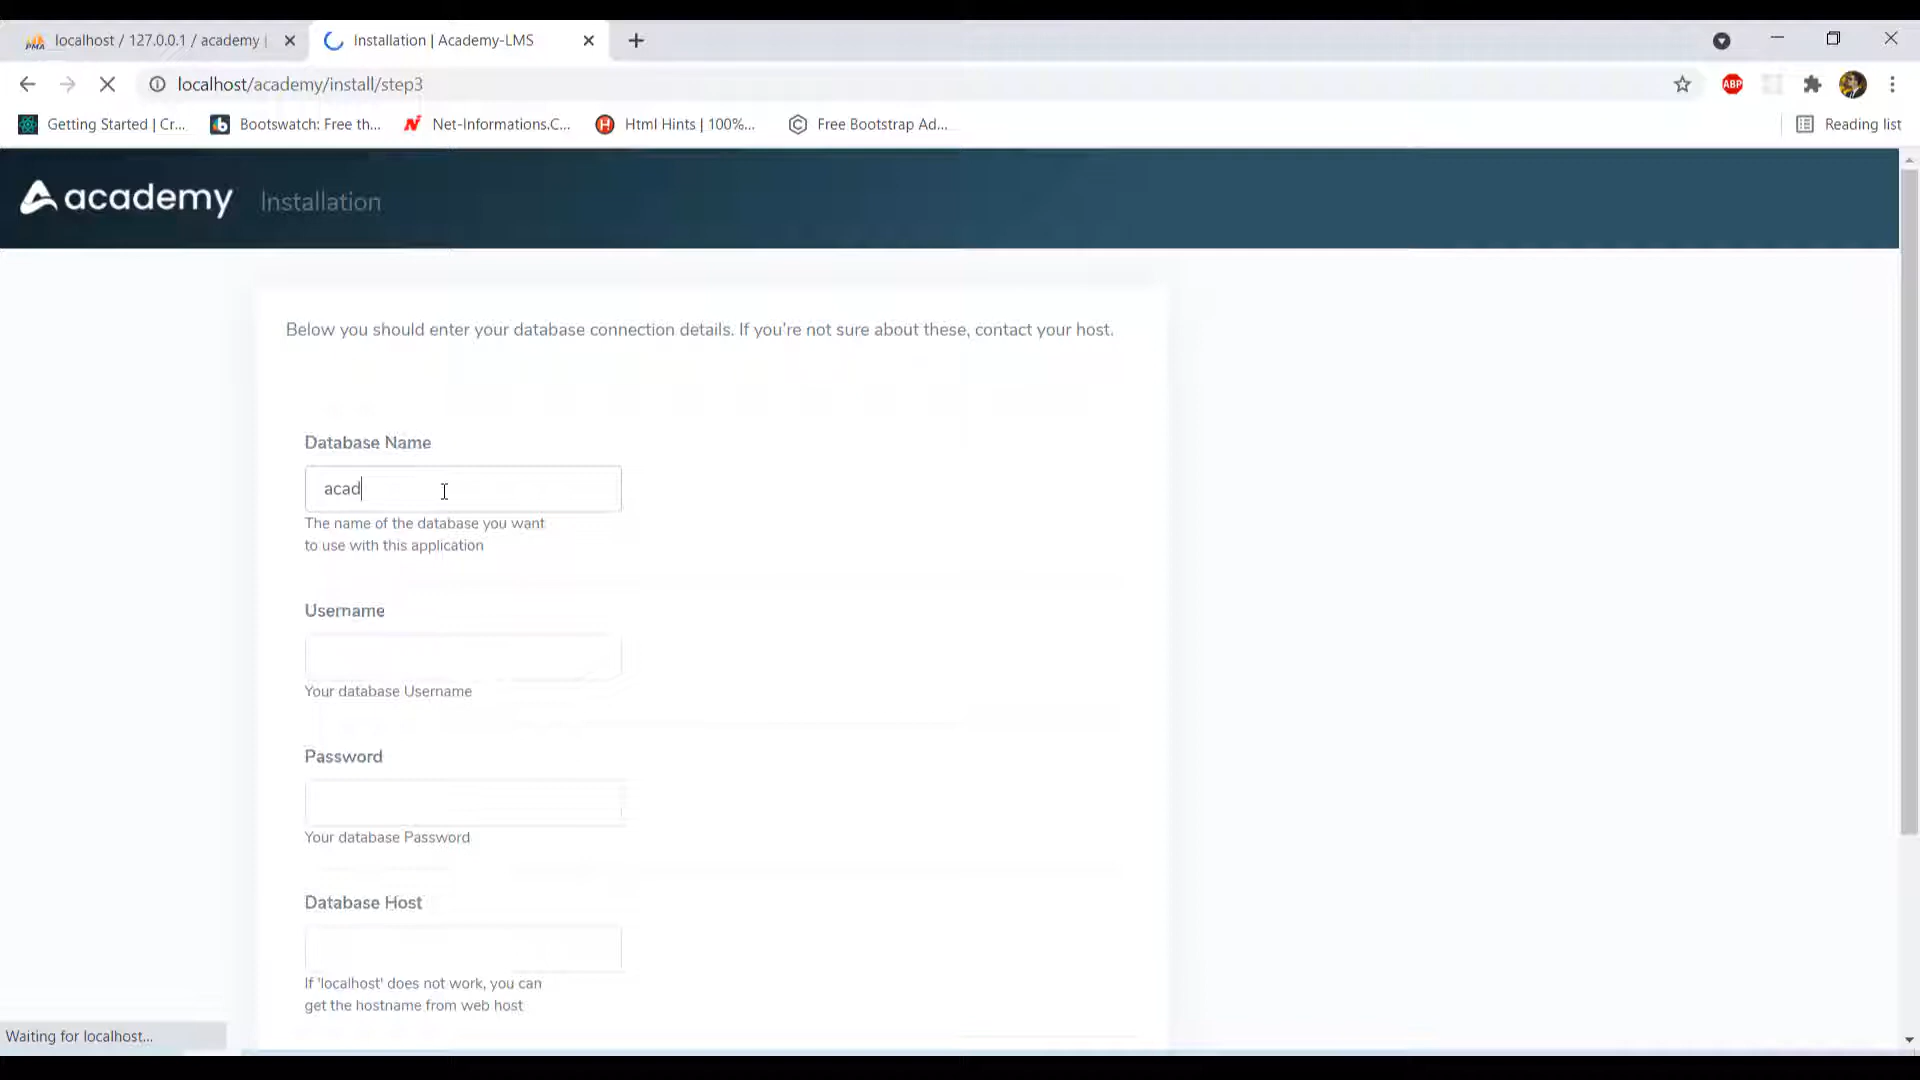 localhost / 127.0.0.1 / academy |
Installation | Academy-LMS
localhost/academy/install/step3
ABP
Getting Started | Cr...
Bootswatch: Free th...
Net-Informations.C...
Html Hints | 100%...
Free Bootstrap Ad...
Reading list
academy
Installation
Below you should enter your database connection details. If you're not sure about these, contact your host.
Database Name
acad
The name of the database you want
to use with this application
Username
Your database Username
Password
Your database Password
Database Host
If 'localhost' does not work, you can
get the hostname from web host
Waiting for localhost...